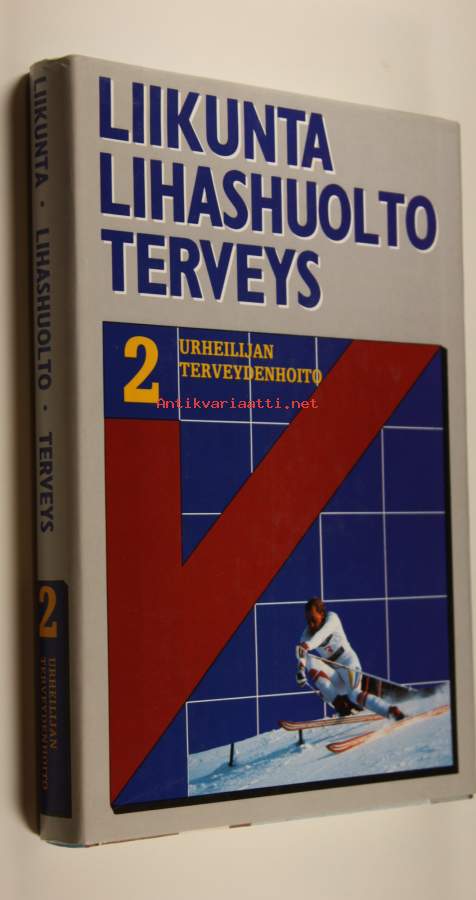 LIIKUNTA
LIHASHUOLTO
TERVEYS
2
URHEILIJAN
TERVEYDENHOITO
Antikvariaatti.net
LIIKUNTA · LIHASHUOLTO · TERVEYS
2
URHEILIJAN
TERVEYDENHOITO